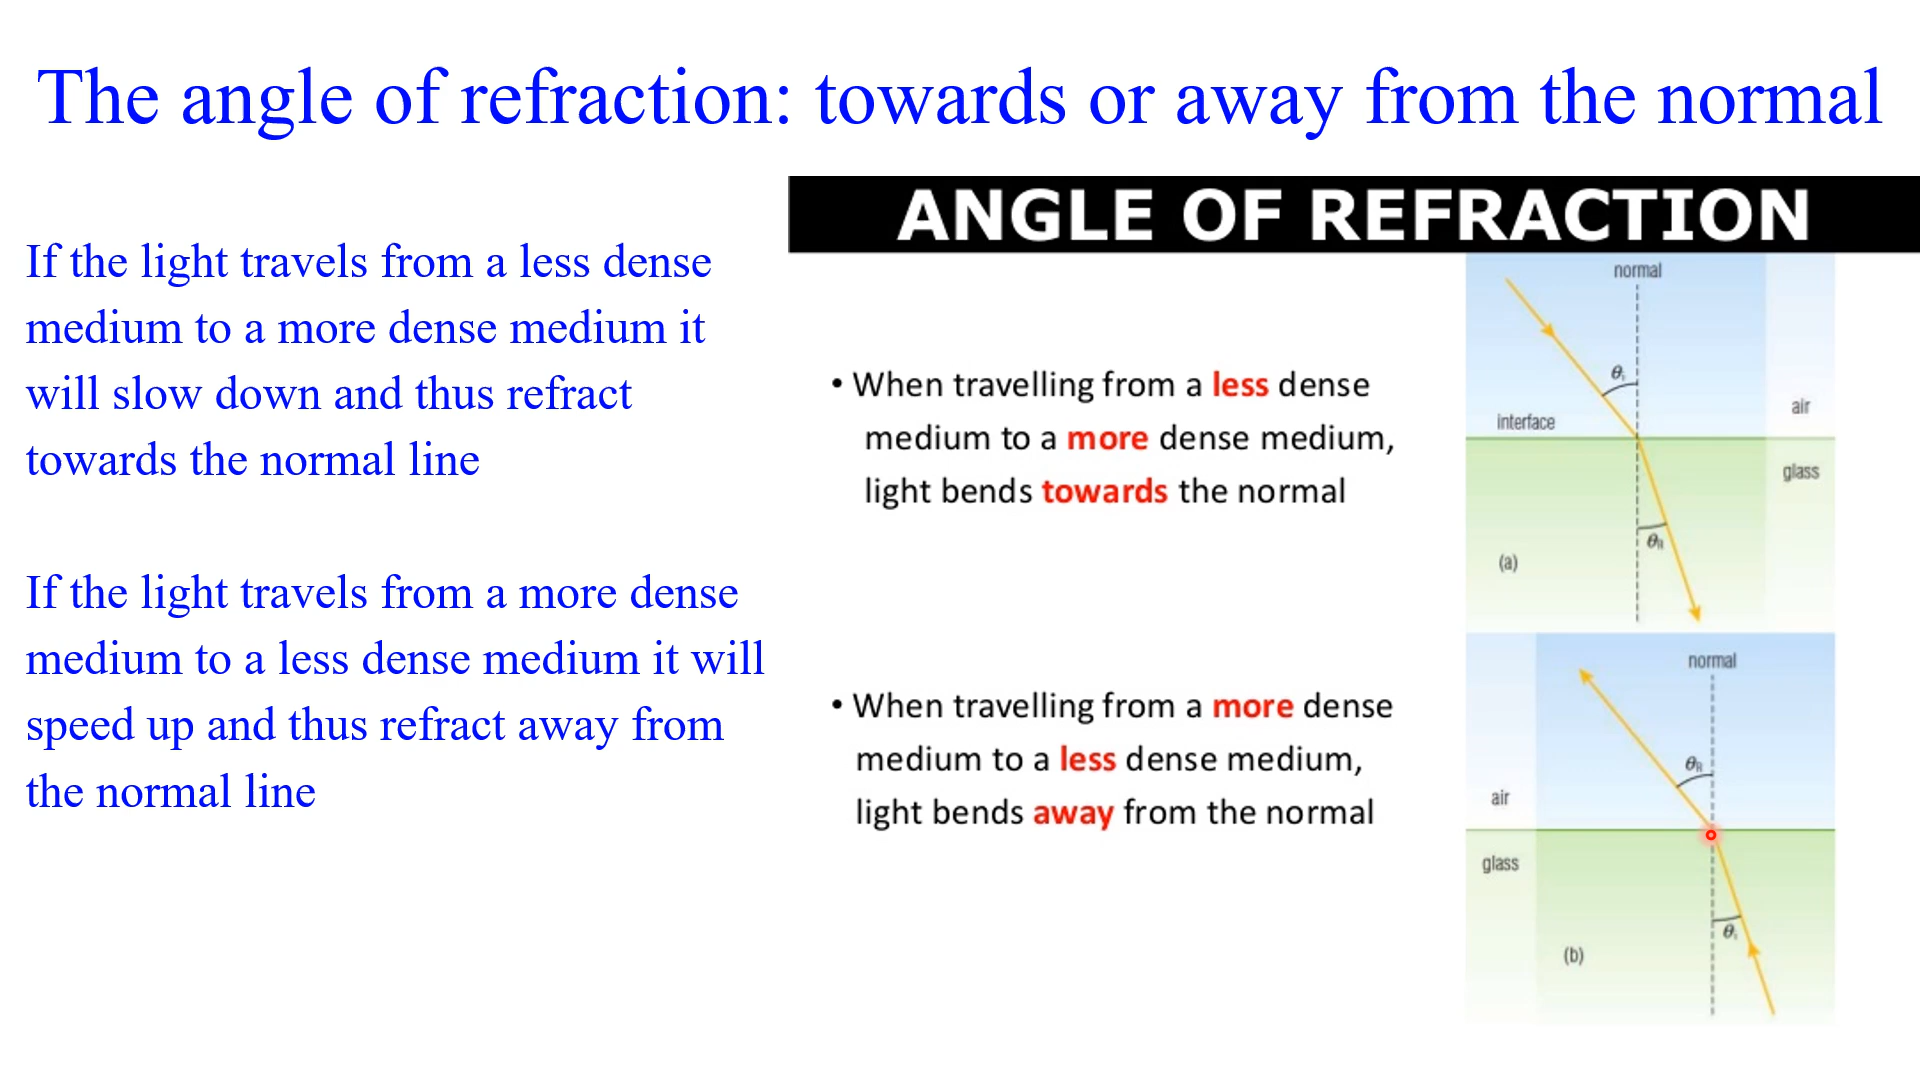 The angle of refraction: towards or away from the normal
If the light travels from a less dense
medium to a more dense medium it
will slow down and thus refract
towards the normal line
If the light travels from a more dense
medium to a less dense medium it will
speed up and thus refract away from
the normal line
ANGLE OF REFRACTION
• When travelling from a less dense
medium to a more dense medium,
light bends towards the normal
• When travelling from a more dense
medium to a less dense medium,
light bends away from the normal
normal
θi
interface
air
glass
θR
(a)
normal
θR
air
glass
θi
(b)